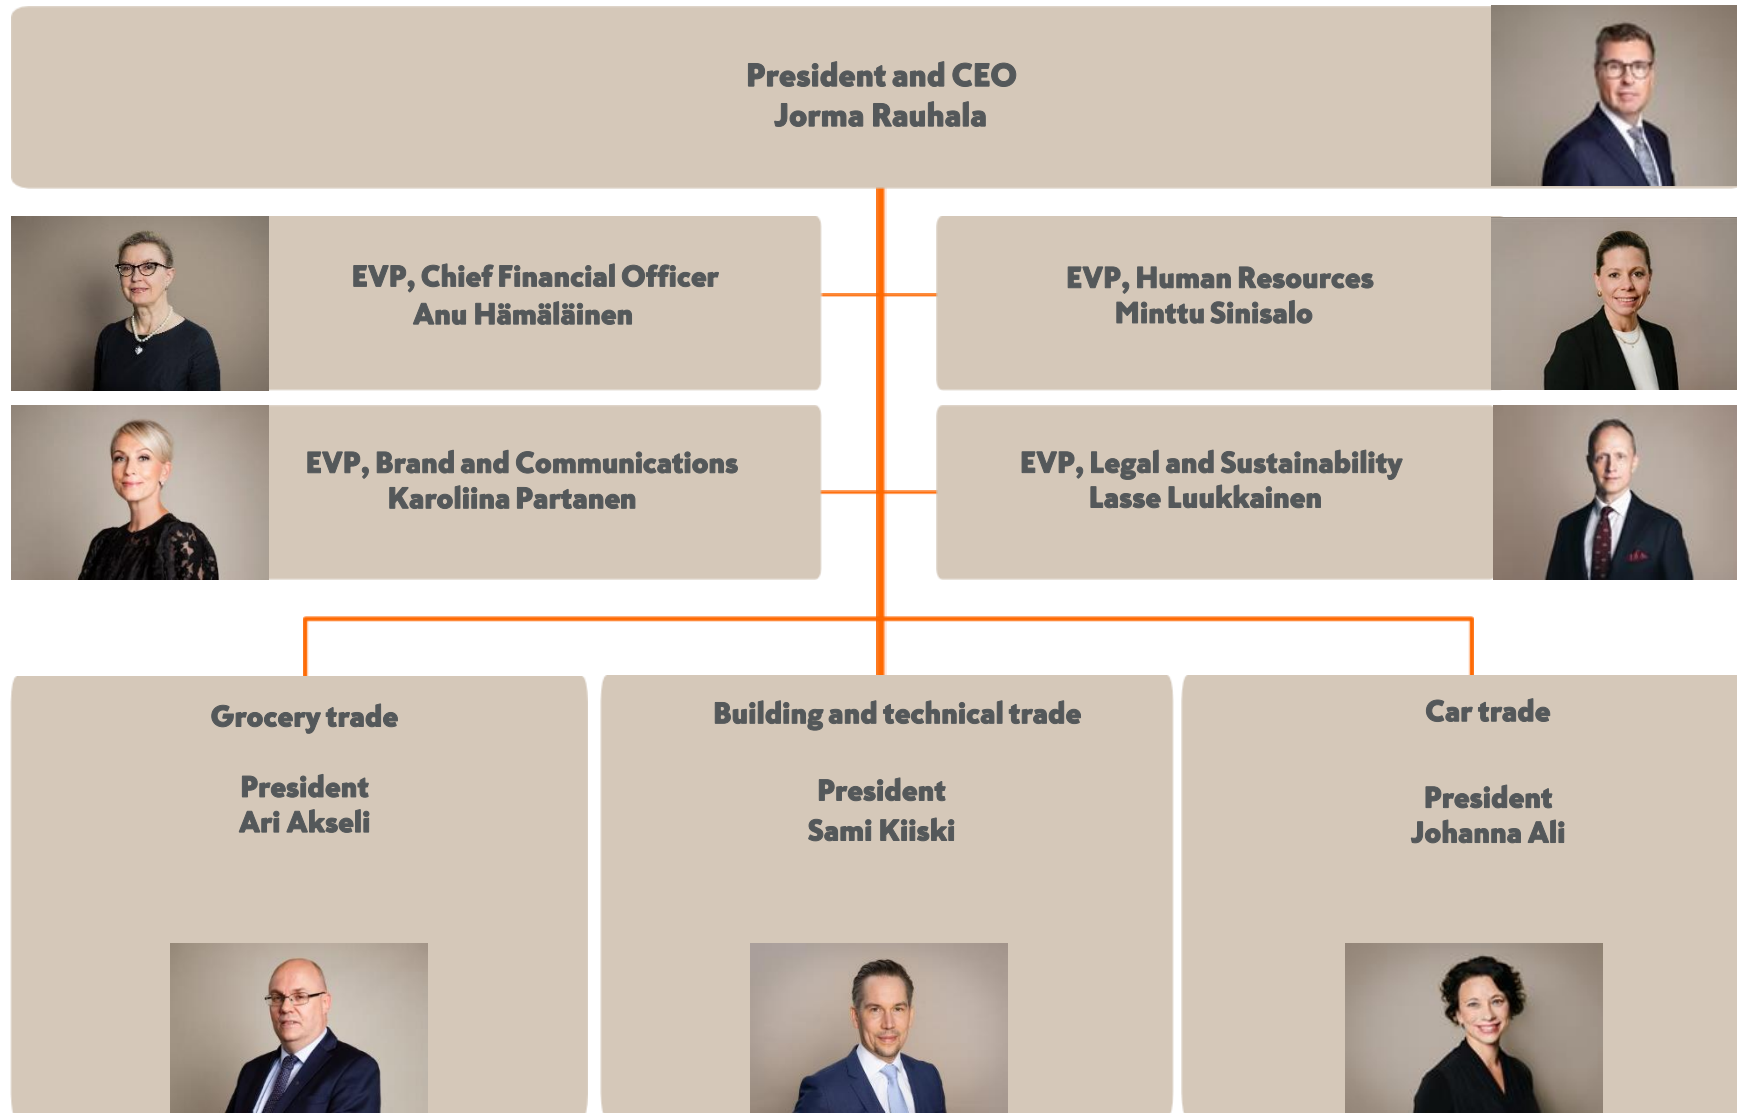 President and CEO
Jorma Rauhala
EVP, Chief Financial Officer
Anu Hämäläinen
EVP, Human Resources
Minttu Sinisalo
EVP, Brand and Communications
Karoliina Partanen
EVP, Legal and Sustainability
Lasse Luukkainen
Grocery trade
President
Ari Akseli
Building and technical trade
President
Sami Kiiski
Car trade
President
Johanna Ali